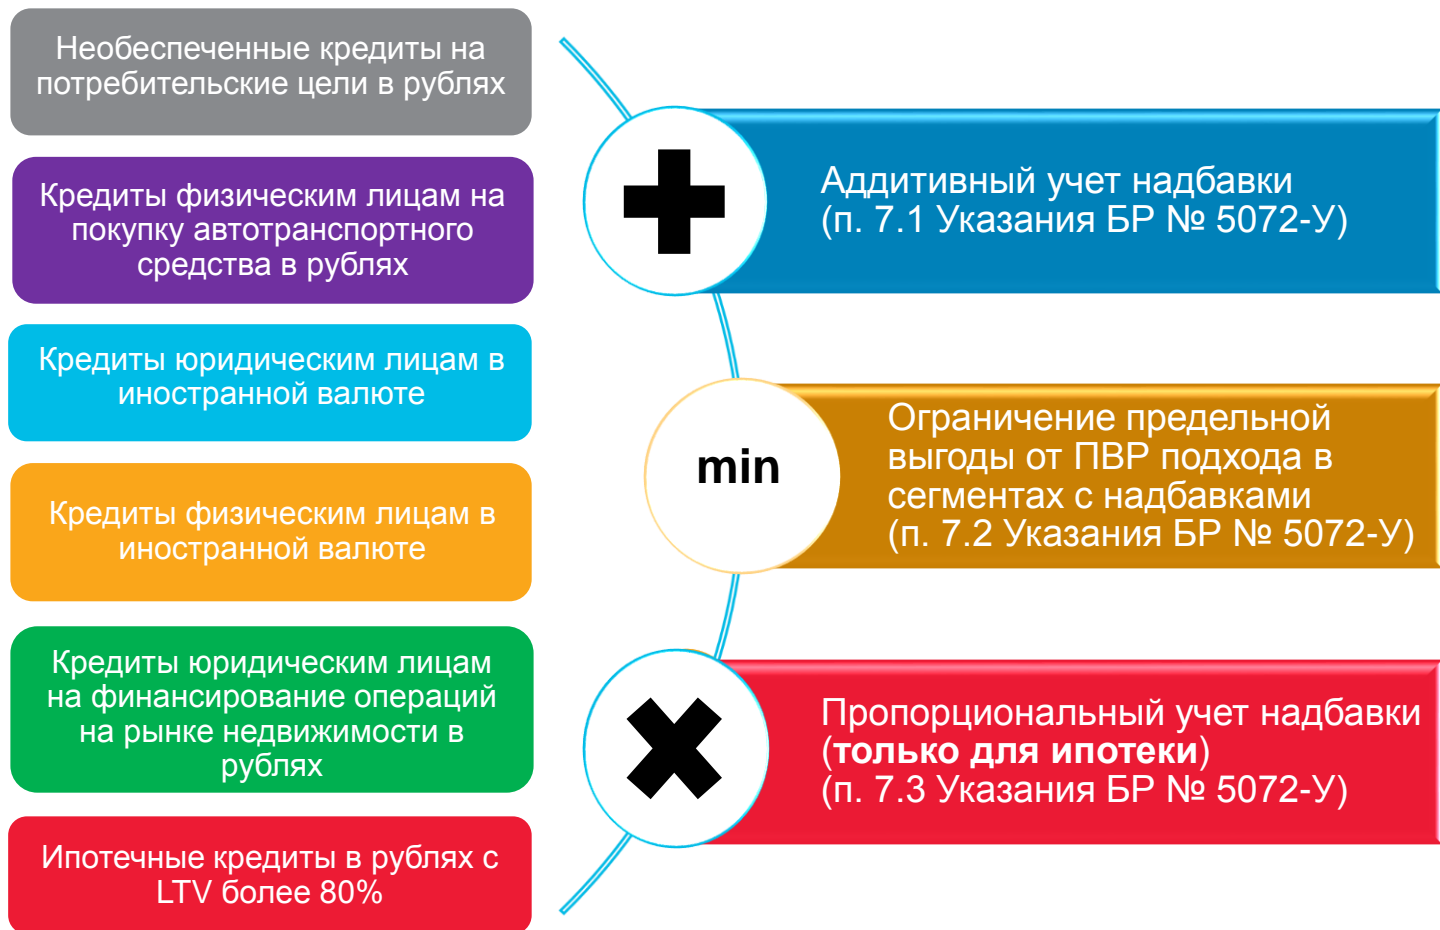 Необеспеченные кредиты на
потребительские цели в рублях
Кредиты физическим лицам на
покупку автотранспортного
средства в рублях
Кредиты юридическим лицам в
иностранной валюте
Кредиты физическим лицам в
иностранной валюте
Кредиты юридическим лицам
на финансирование операций
на рынке недвижимости в
рублях
Ипотечные кредиты в рублях с
LTV более 80%
Аддитивный учет надбавки
(п. 7.1 Указания БР № 5072-У)
min
Ограничение предельной
выгоды от ПВР подхода в
сегментах с надбавками
(п. 7.2 Указания БР № 5072-У)
Пропорциональный учет надбавки
(только для ипотеки)
(п. 7.3 Указания БР № 5072-У)